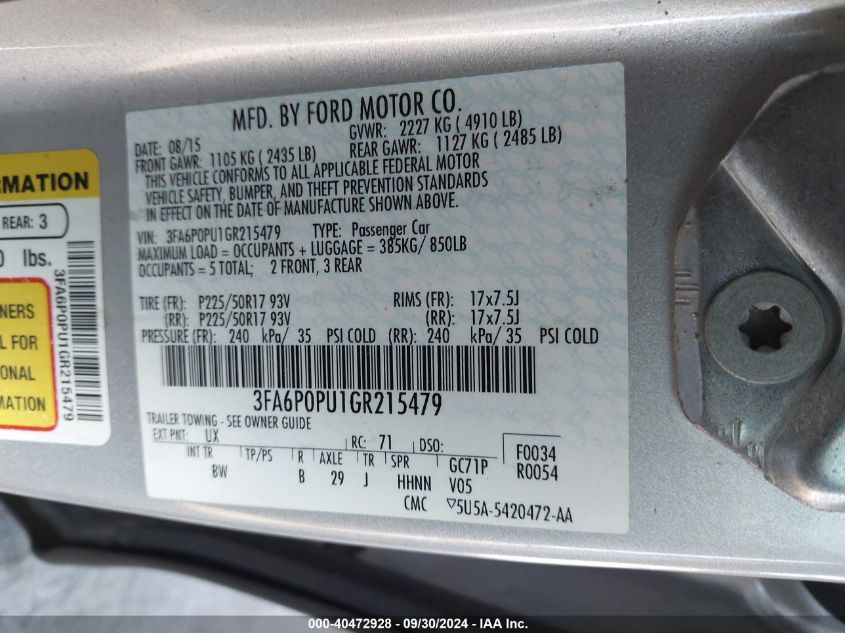 MFD. BY FORD MOTOR CO.
DATE: 08/15
GVWR: 2227 KG ( 4910 LB)
FRONT GAWR: 1105 KG ( 2435 LB)
REAR GAWR: 1127 KG ( 2485 LB)
THIS VEHICLE CONFORMS TO ALL APPLICABLE FEDERAL MOTOR
VEHICLE SAFETY, BUMPER, AND THEFT PREVENTION STANDARDS
IN EFFECT ON THE DATE OF MANUFACTURE SHOWN ABOVE.
VIN: 3FA6P0PU1GR215479 TYPE: Passenger Car
MAXIMUM LOAD = OCCUPANTS + LUGGAGE = 385KG/ 850LB
OCCUPANTS = 5 TOTAL; 2 FRONT, 3 REAR
TIRE (FR): P225/50R17 93V RIMS (FR): 17x7.5J
(RR): P225/50R17 93V (RR): 17x7.5J
PRESSURE (FR): 240 kPa/ 35 PSI COLD (RR): 240 kPa/ 35 PSI COLD
3FA6P0PU1GR215479
TRAILER TOWING - SEE OWNER GUIDE
EXT PNT: UX RC: 71 DSO: F0034
INT TR TP/PS R AXLE TR SPR GC71P R0054
BW B 29 J HHNN V05
CMC ▽5U5A-5420472-AA
RMATION
REAR: 3
0 lbs.
NERS
L FOR
ONAL
MATION
3FA6P0PU1GR215479
000-40472928 - 09/30/2024 - IAA Inc.